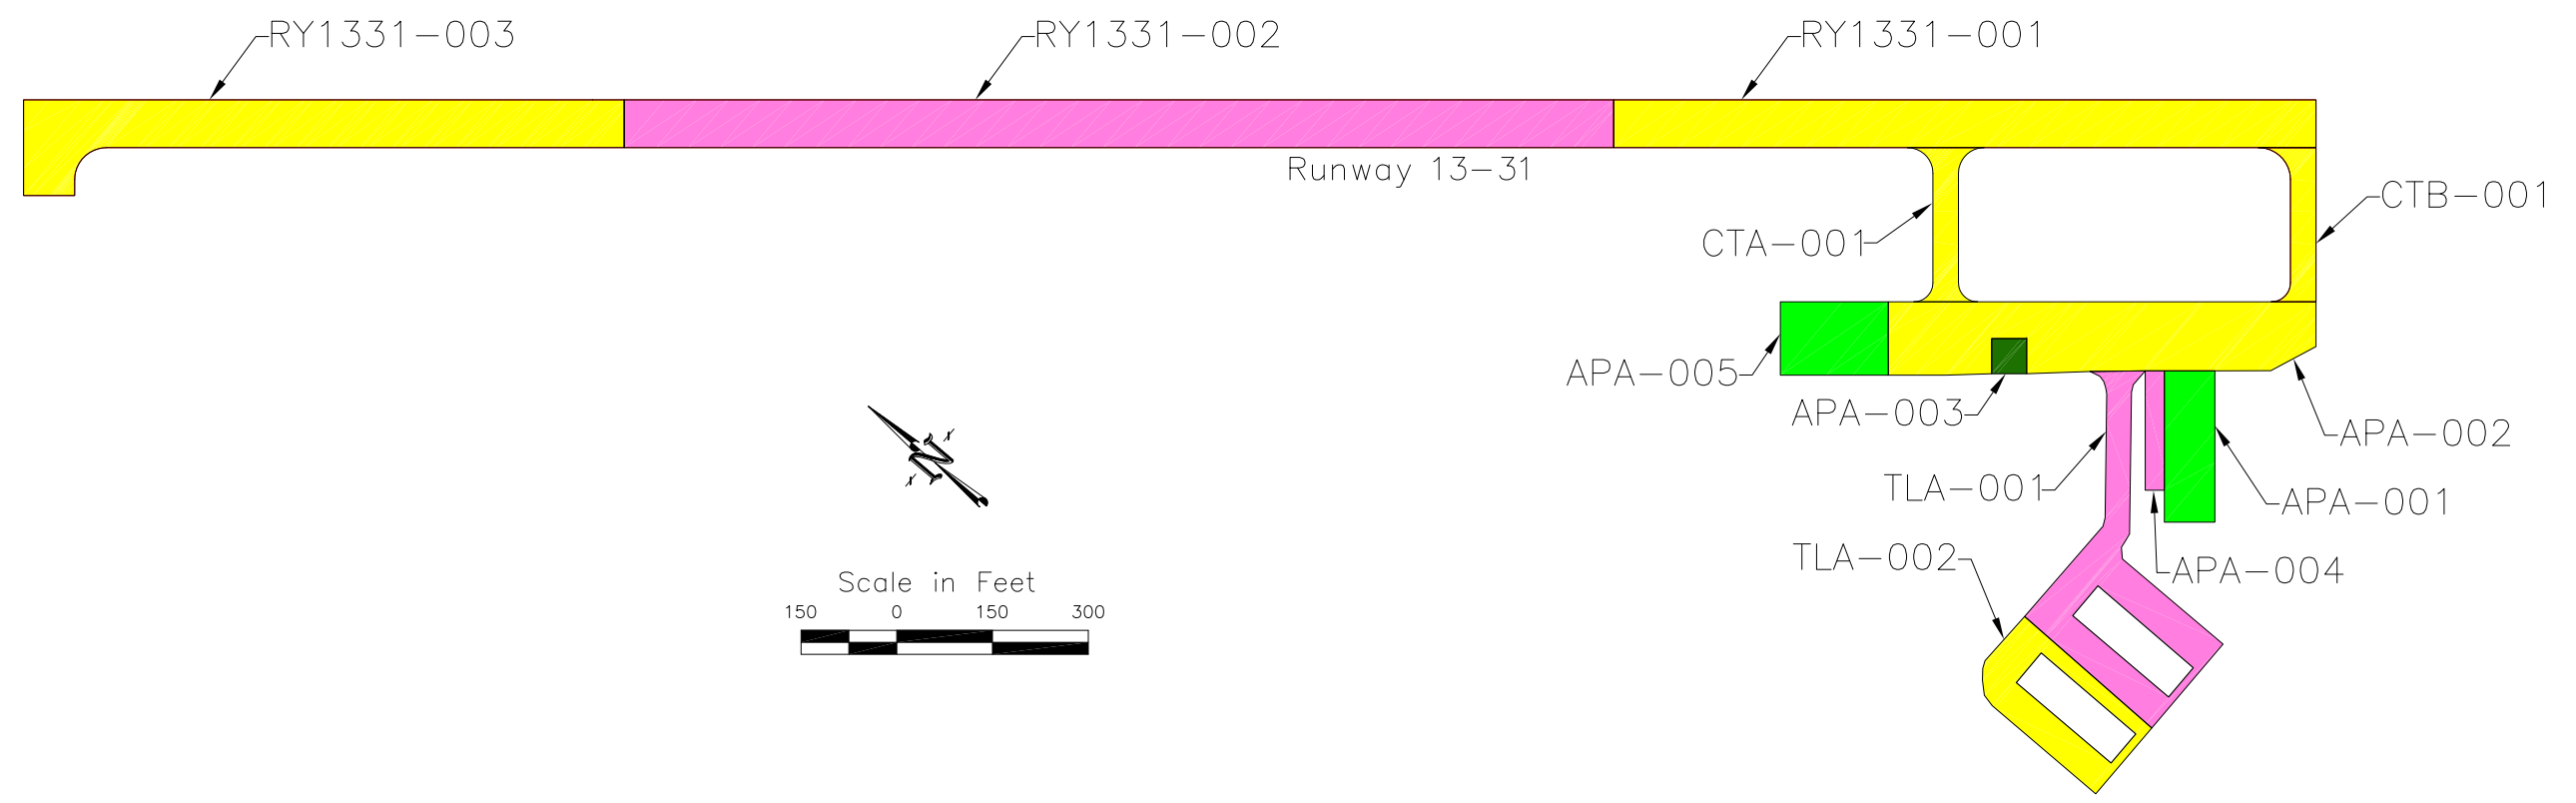 RY1331-003
RY1331-002
RY1331-001
Runway 13-31
CTB-001
CTA-001
APA-005
APA-003
APA-002
TLA-001
APA-001
TLA-002
APA-004
N
Scale in Feet
150 0 150 300